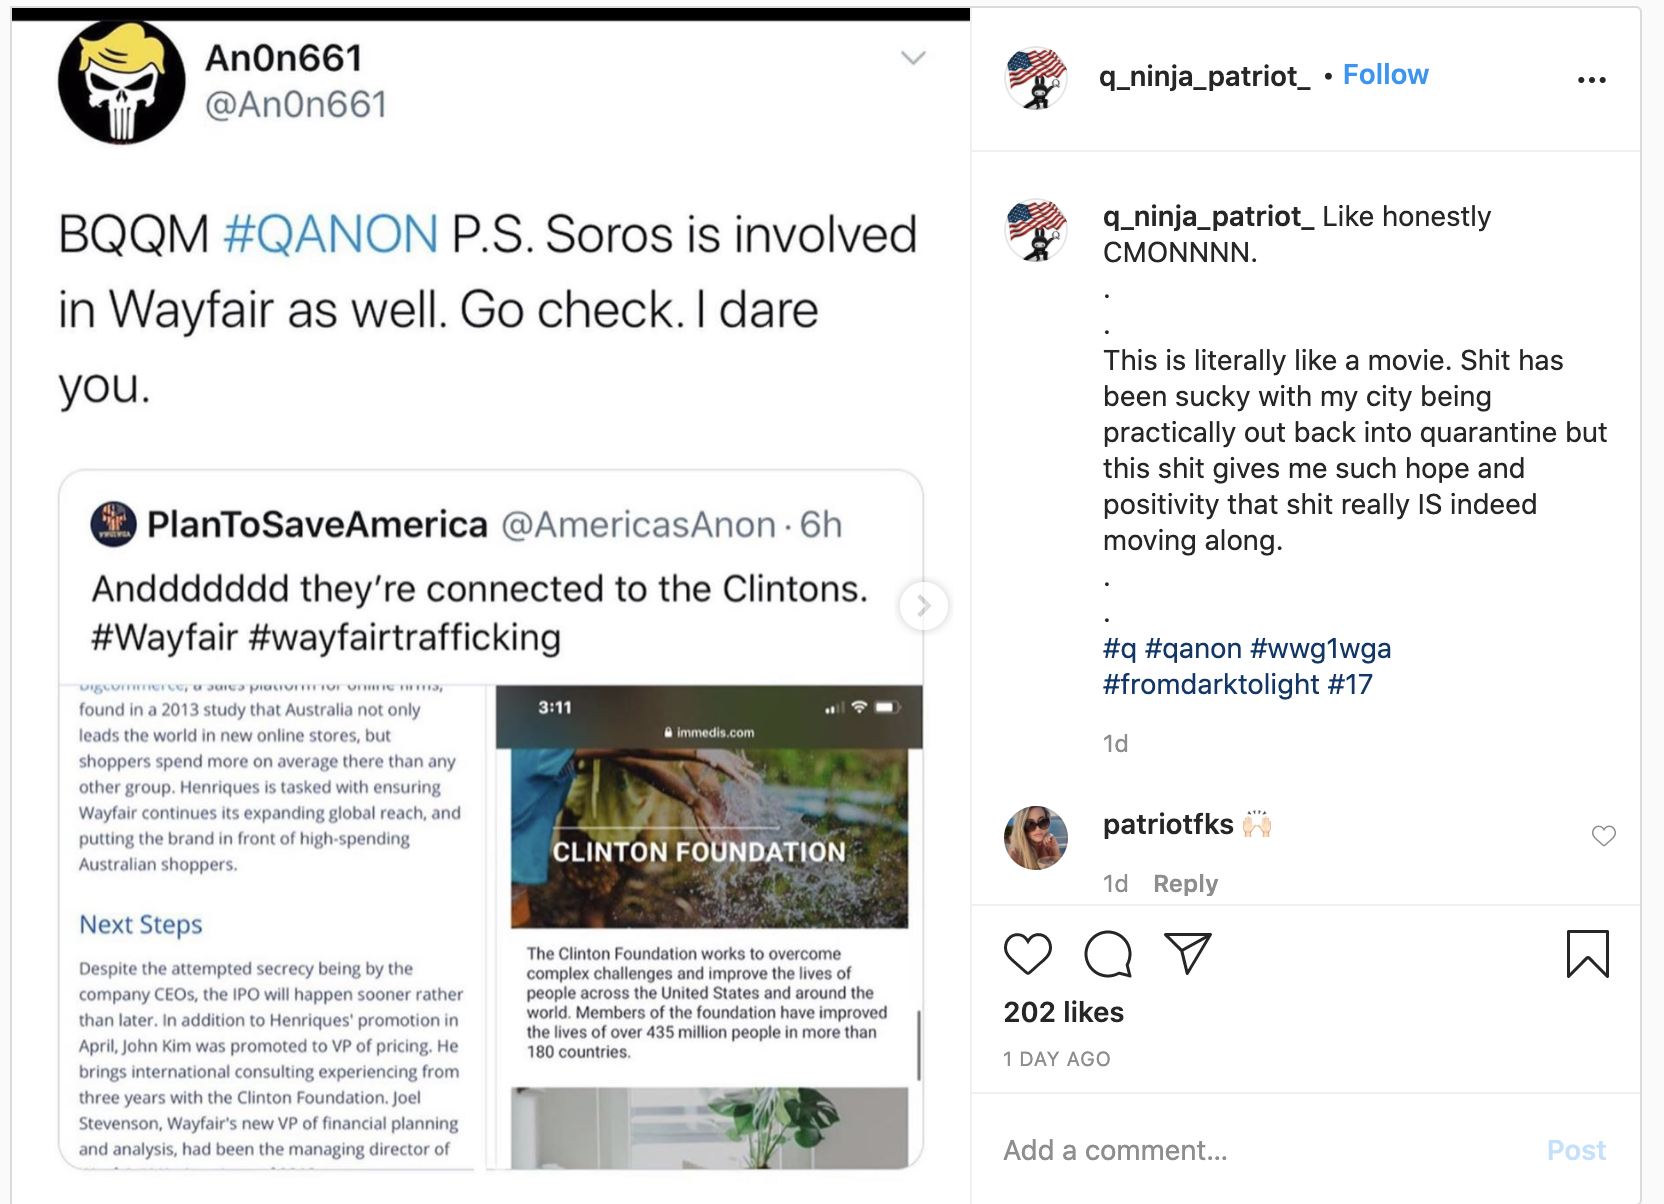 An0n661
@An0n661
BQQM #QANON P.S. Soros is involved
in Wayfair as well. Go check. I dare
you.
PlanToSaveAmerica @AmericasAnon · 6h
Anddddddd they're connected to the Clintons.
#Wayfair #wayfairtrafficking
found in a 2013 study that Australia not only
leads the world in new online stores, but
shoppers spend more on average there than any
other group. Henriques is tasked with ensuring
Wayfair continues its expanding global reach, and
putting the brand in front of high-spending
Australian shoppers.
Next Steps
Despite the attempted secrecy being by the
company CEOs, the IPO will happen sooner rather
than later. In addition to Henriques' promotion in
April, John Kim was promoted to VP of pricing. He
brings international consulting experiencing from
three years with the Clinton Foundation. Joel
Stevenson, Wayfair's new VP of financial planning
and analysis, had been the managing director of
3:11
immedis.com
CLINTON FOUNDATION
The Clinton Foundation works to overcome
complex challenges and improve the lives of
people across the United States and around the
world. Members of the foundation have improved
the lives of over 435 million people in more than
180 countries.
q_ninja_patriot_ • Follow
q_ninja_patriot_ Like honestly
CMONNNN.
.
.
This is literally like a movie. Shit has
been sucky with my city being
practically out back into quarantine but
this shit gives me such hope and
positivity that shit really IS indeed
moving along.
.
.
#q #qanon #wwg1wga
#fromdarktolight #17
1d
patriotfks 🙌🏻
1d Reply
202 likes
1 DAY AGO
Add a comment...
Post